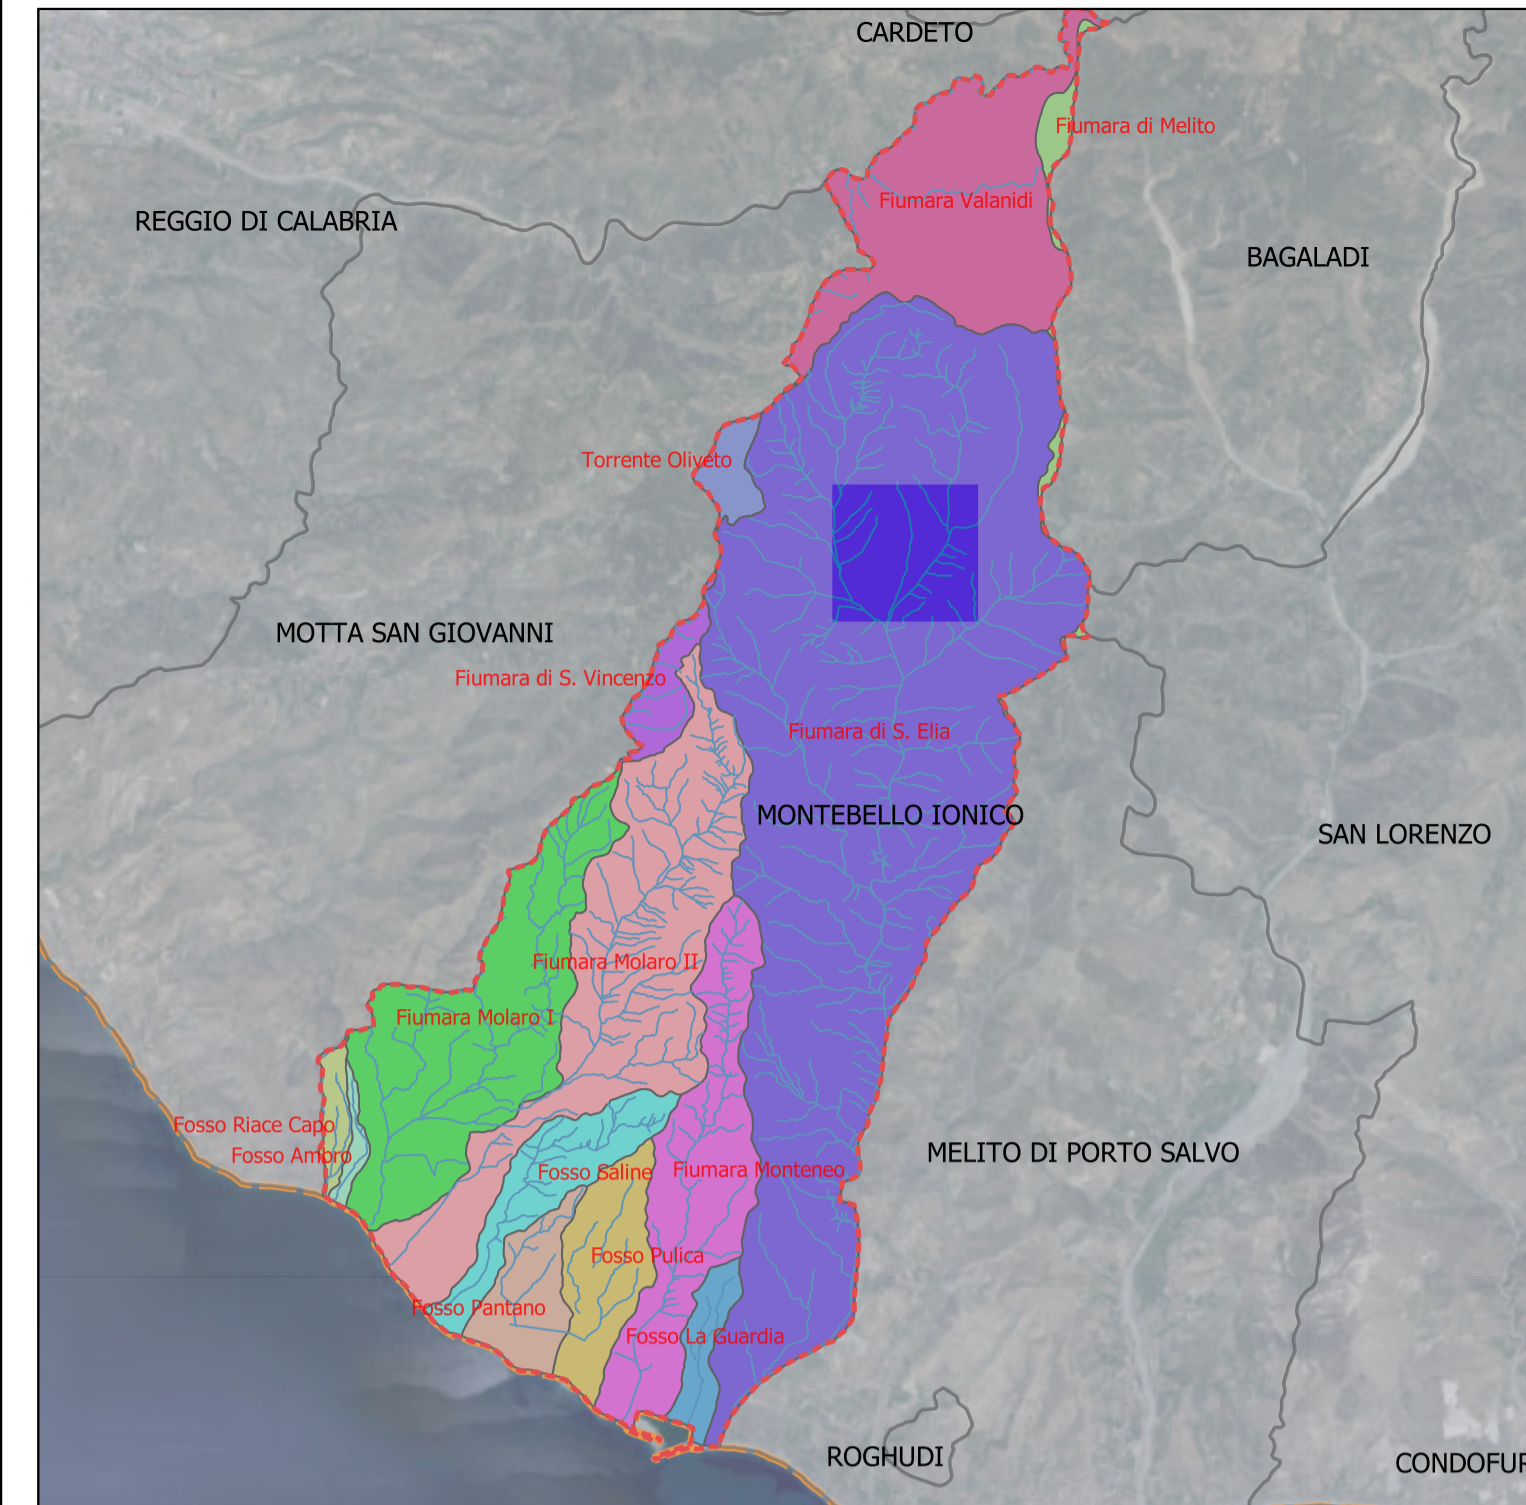 CARDETO
Fiumara di Melito
Fiumara Valanidi
REGGIO DI CALABRIA
BAGALADI
Torrente Oliveto
MOTTA SAN GIOVANNI
Fiumara di S. Vincenzo
Fiumara di S. Elia
MONTEBELLO IONICO
SAN LORENZO
Fiumara Molaro II
Fiumara Molaro I
Fosso Riace Capo
Fosso Ambro
MELITO DI PORTO SALVO
Fosso Saline
Fiumara Monteneo
Fosso Pulica
Fosso Pantano
Fosso La Guardia
ROGHUDI
CONDOFUR